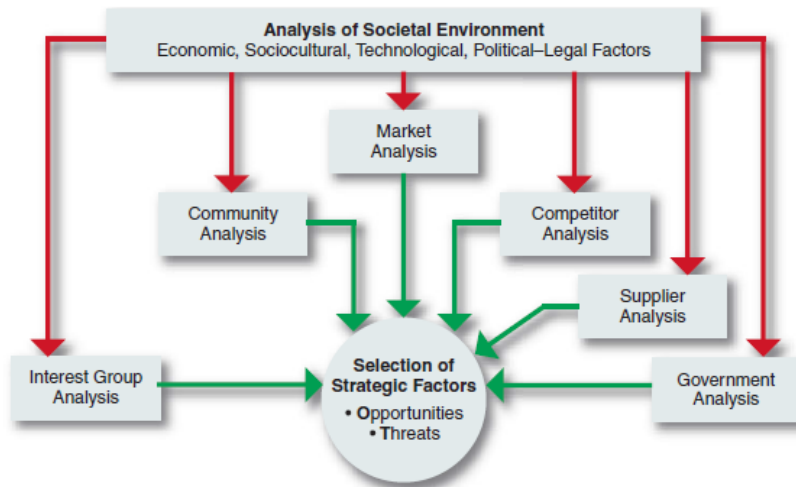 Analysis of Societal Environment
Economic, Sociocultural, Technological, Political–Legal Factors
Market
Analysis
Community
Analysis
Competitor
Analysis
Supplier
Analysis
Interest Group
Analysis
Selection of
Strategic Factors
• Opportunities
• Threats
Government
Analysis